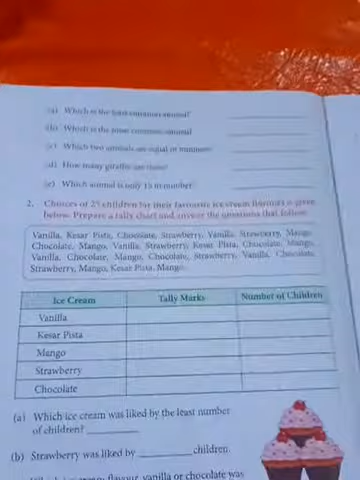 (a) Which is the least common animal?
(b) Which is the most common animal
(c) Which two animals are equal in number?
(d) How many giraffes are there?
(e) Which animal is only 15 in number
2. Choices of 25 children for their favourite ice cream flavours is given
below. Prepare a tally chart and answer the questions that follow.
Vanilla, Kesar Pista, Chocolate, Strawberry, Vanilla, Strawberry, Mango,
Chocolate, Mango, Vanilla, Strawberry, Kesar Pista, Chocolate, Mango,
Vanilla, Chocolate, Mango, Chocolate, Strawberry, Vanilla, Chocolate,
Strawberry, Mango, Kesar Pista, Mango.
Ice Cream Tally Marks Number of Children
Vanilla
Kesar Pista
Mango
Strawberry
Chocolate
(a) Which ice cream was liked by the least number
of children? ________
(b) Strawberry was liked by ________ children.
ice cream flavour, vanilla or chocolate was